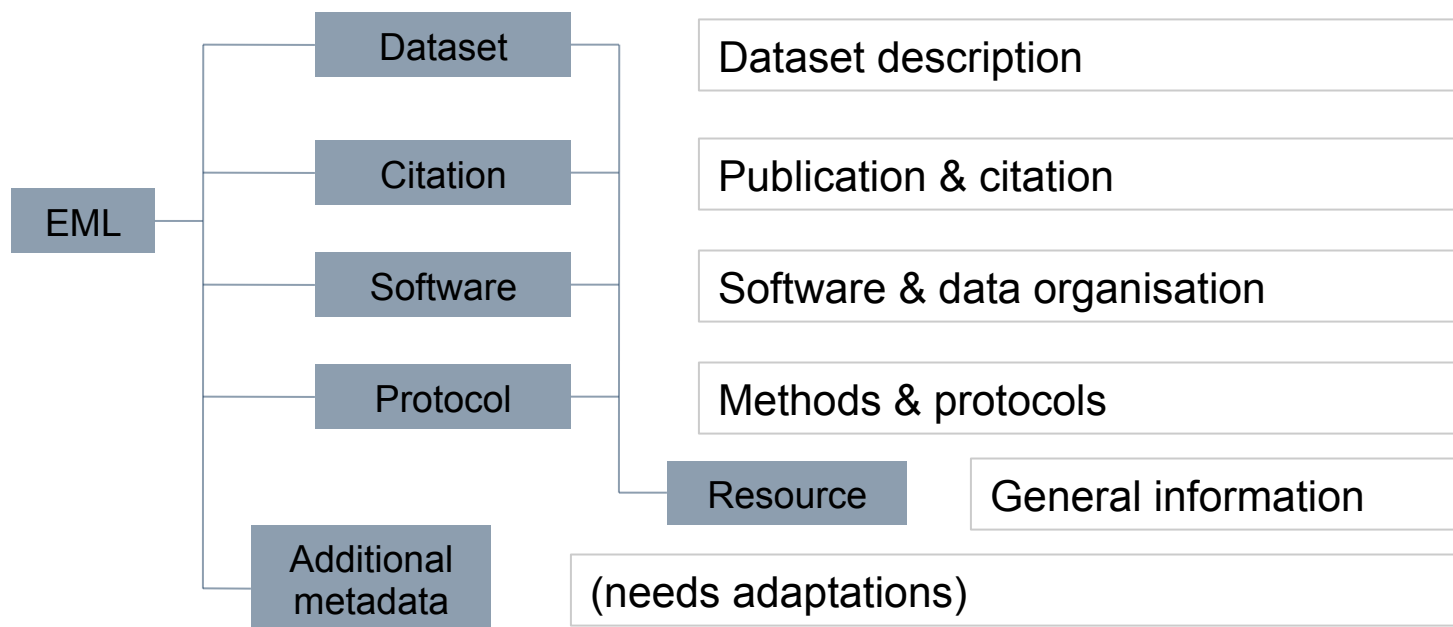 Dataset
Dataset description
Citation
Publication & citation
EML
Software
Software & data organisation
Protocol
Methods & protocols
Resource
General information
Additional
metadata
(needs adaptations)